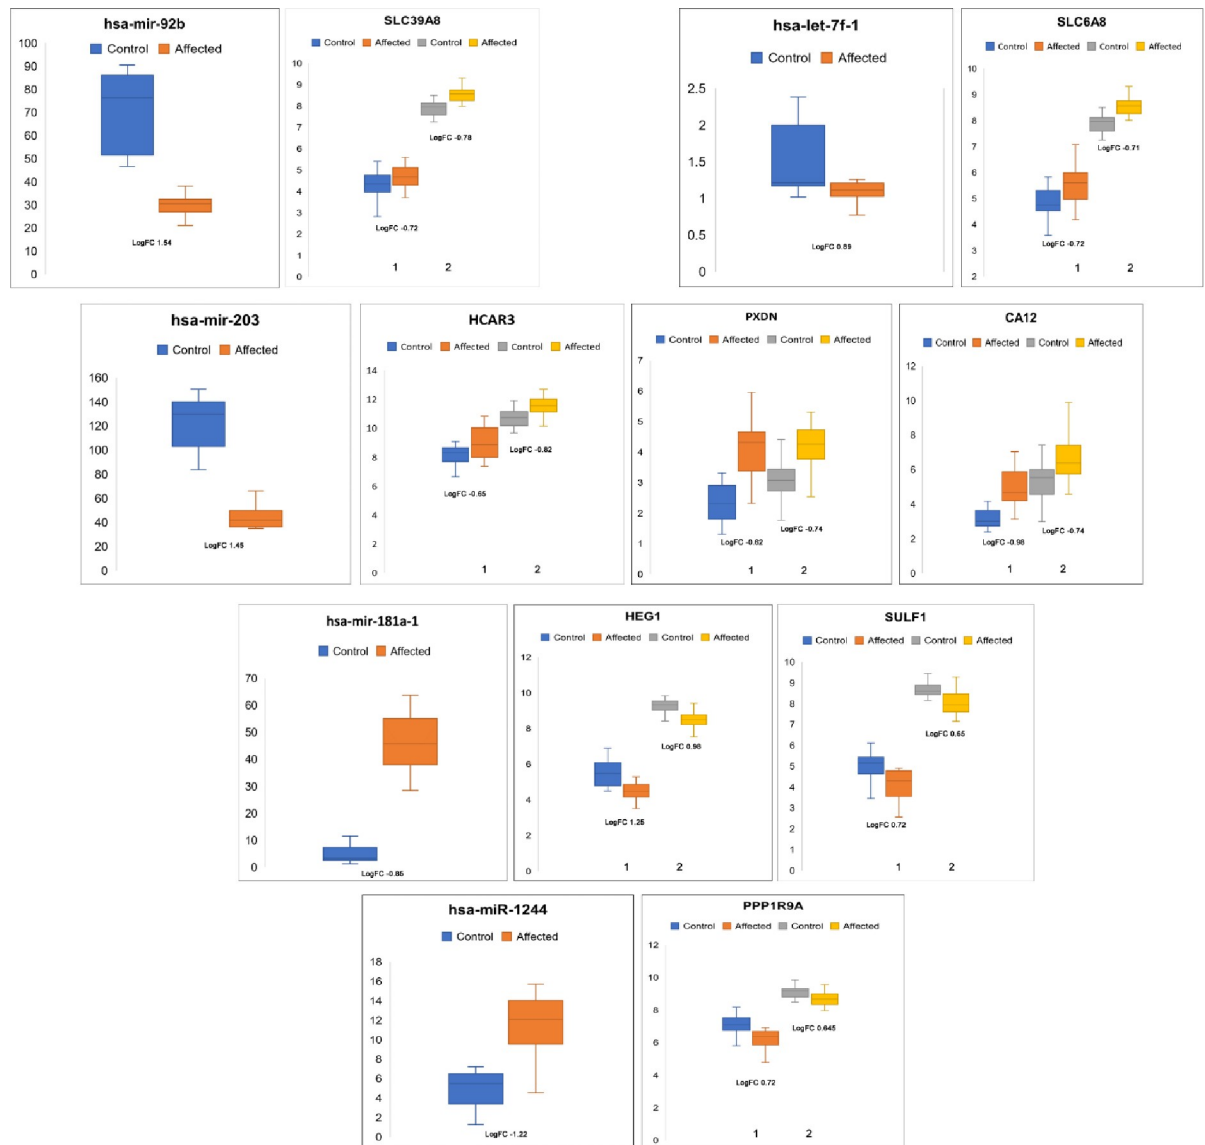 hsa-mir-92b
Control Affected
100
90
80
70
60
50
40
30
20
10
0
LogFC 1.54
SLC39A8
Control Affected Control Affected
10
9
8
7
6
5
4
3
2
1
0
LogFC -0.78
LogFC -0.72
1 2
hsa-let-7f-1
Control Affected
2.5
2
1.5
1
0.5
0
SLC6A8
Control Affected Control Affected
10
9
8
7
6
5
4
3
2
LogFC -0.71
LogFC -0.72
1 2
hsa-mir-203
Control Affected
160
140
120
100
80
60
40
20
0
LogFC 1.45
HCAR3
Control Affected Control Affected
14
12
10
8
6
4
2
0
LogFC -0.82
LogFC -0.65
1 2
PXDN
Control Affected Control Affected
7
6
5
4
3
2
1
0
LogFC -0.74
LogFC -0.62
1 2
CA12
Control Affected Control Affected
12
10
8
6
4
2
0
LogFC -0.74
LogFC -0.98
1 2
hsa-mir-181a-1
Control Affected
70
60
50
40
30
20
10
0
LogFC -0.85
HEG1
Control Affected Control Affected
12
10
8
6
4
2
0
LogFC 0.98
LogFC 1.25
1 2
SULF1
Control Affected Control Affected
10
9
8
7
6
5
4
3
2
1
0
LogFC 0.65
LogFC 0.72
1 2
hsa-miR-1244
Control Affected
18
16
14
12
10
8
6
4
2
0
LogFC -1.22
PPP1R9A
Control Affected Control Affected
12
10
8
6
4
2
0
LogFC 0.645
LogFC 0.72
1 2